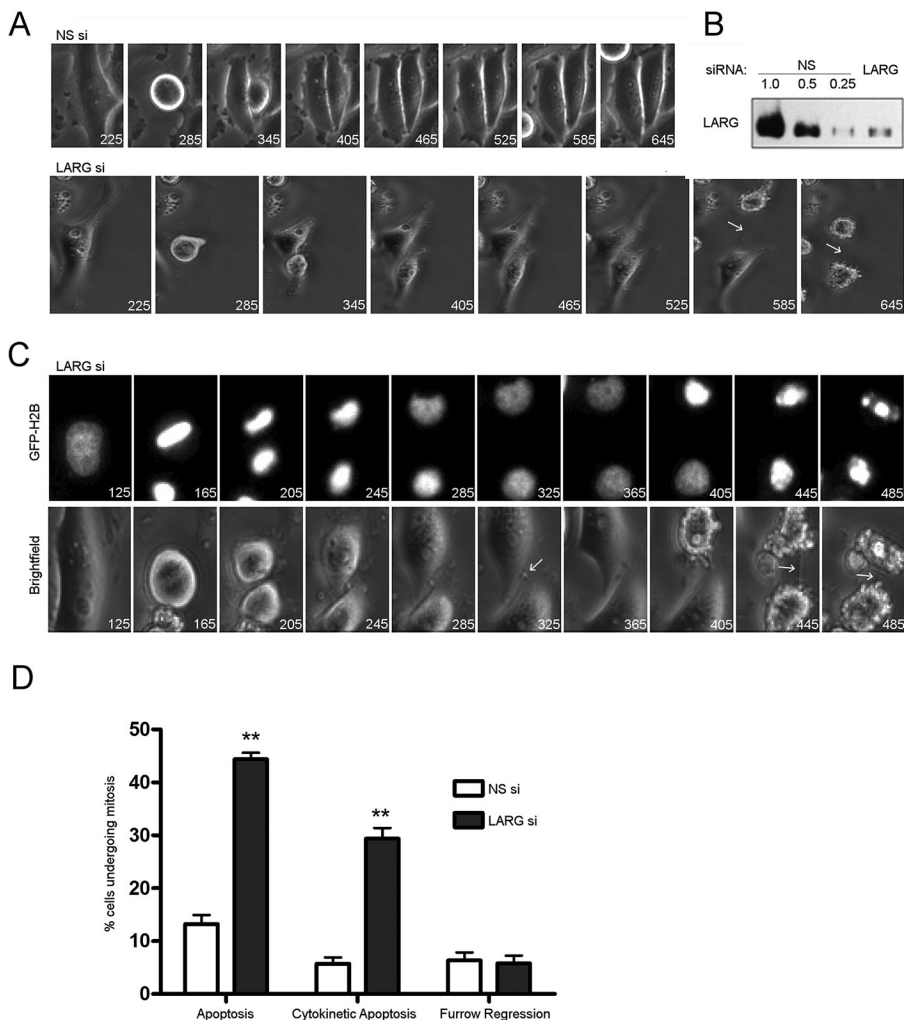 A
NS si
225 285 345 405 465 525 585 645
LARG si
225 285 345 405 465 525 585 645
B
siRNA: NS LARG
1.0 0.5 0.25
LARG
C
LARG si
GFP-H2B
125 165 205 245 285 325 365 405 445 485
Brightfield
125 165 205 245 285 325 365 405 445 485
D
% cells undergoing mitosis
50
40
30
20
10
0
** **
NS si
LARG si
Apoptosis Cytokinetic Apoptosis Furrow Regression